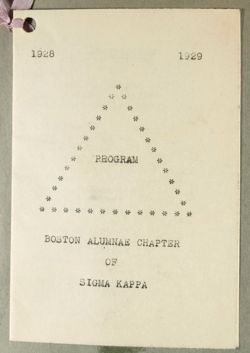 1928 1929
PROGRAM
BOSTON ALUMNAE CHAPTER
OF
SIGMA KAPPA